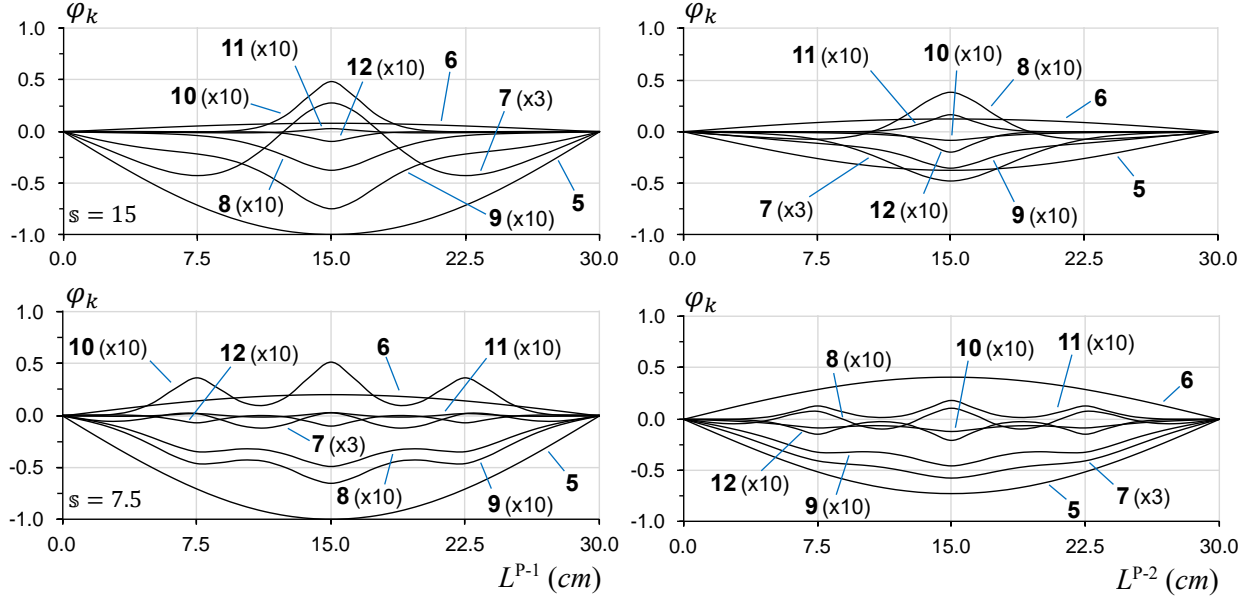 φk
1.0
0.5
0.0
-0.5
-1.0
11 (x10)
12 (x10)
6
10 (x10)
7 (x3)
8 (x10)
9 (x10)
5
𝕤 = 15
0.0 7.5 15.0 22.5 30.0
φk
1.0
0.5
0.0
-0.5
-1.0
11 (x10)
10 (x10)
8 (x10)
6
7 (x3)
12 (x10)
9 (x10)
5
0.0 7.5 15.0 22.5 30.0
φk
1.0
0.5
0.0
-0.5
-1.0
10 (x10)
12 (x10)
6
11 (x10)
7 (x3)
8 (x10)
9 (x10)
5
𝕤 = 7.5
0.0 7.5 15.0 22.5 30.0
L^P-1 (cm)
φk
1.0
0.5
0.0
-0.5
-1.0
8 (x10)
10 (x10)
11 (x10)
6
12 (x10)
9 (x10)
5
7 (x3)
0.0 7.5 15.0 22.5 30.0
L^P-2 (cm)